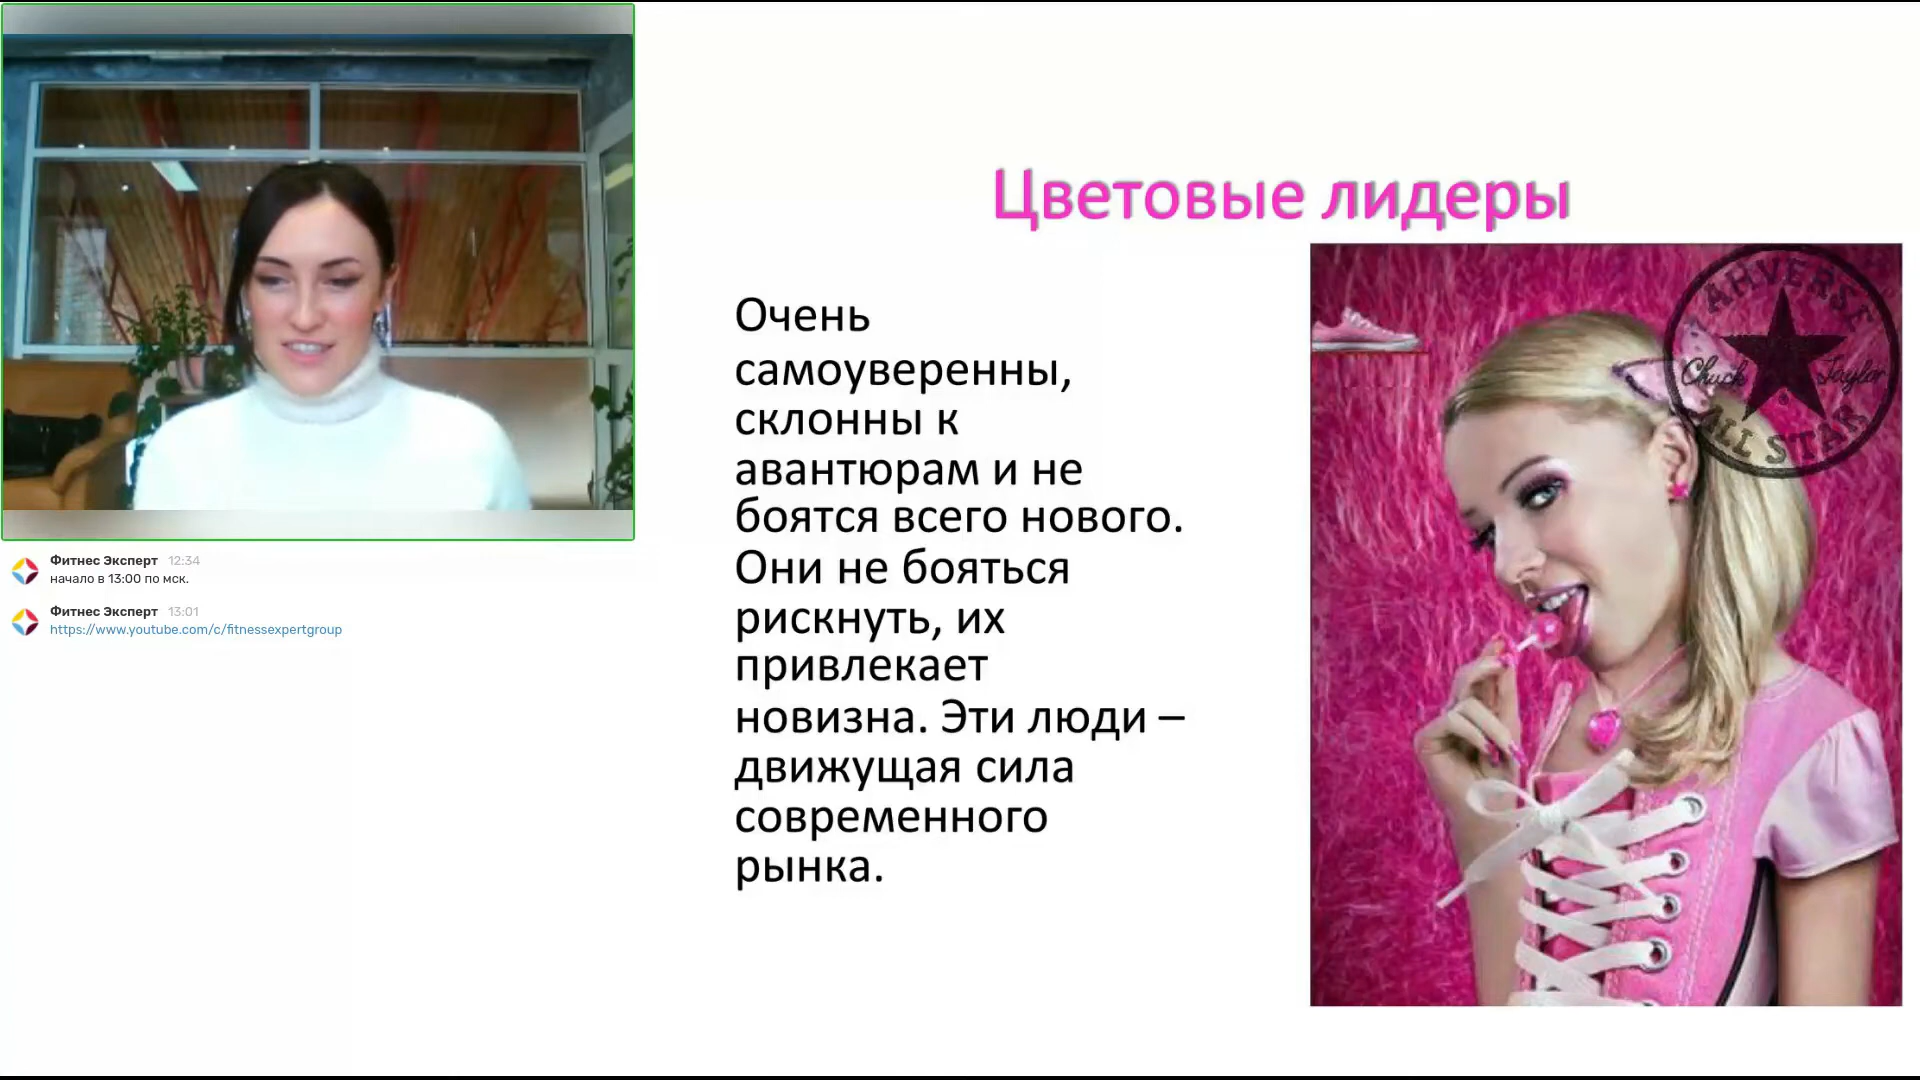 Цветовые лидеры
Очень
самоуверенны,
склонны к
авантюрам и не
боятся всего нового.
Они не бояться
рискнуть, их
привлекает
новизна. Эти люди –
движущая сила
современного
рынка.
AHVERSE
Chuck Taylor
®
ALL STAR
Фитнес Эксперт 12:34
начало в 13:00 по мск.
Фитнес Эксперт 13:01
https://www.youtube.com/c/fitnessexpertgroup